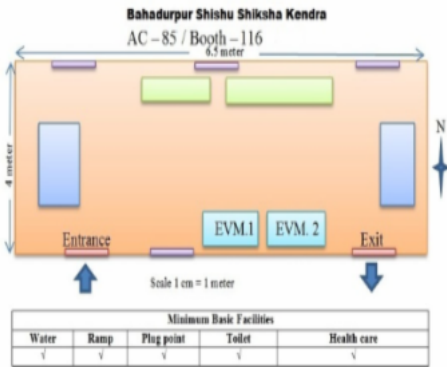 Bahadurpur Shishu Shiksha Kendra
AC – 85 / Booth – 116
6.5 meter
4 meter
N
EVM.1 EVM. 2
Entrance Exit
Scale 1 cm = 1 meter
Minimum Basic Facilities
Water Ramp Plug point Toilet Health care
√ √ √ √ √